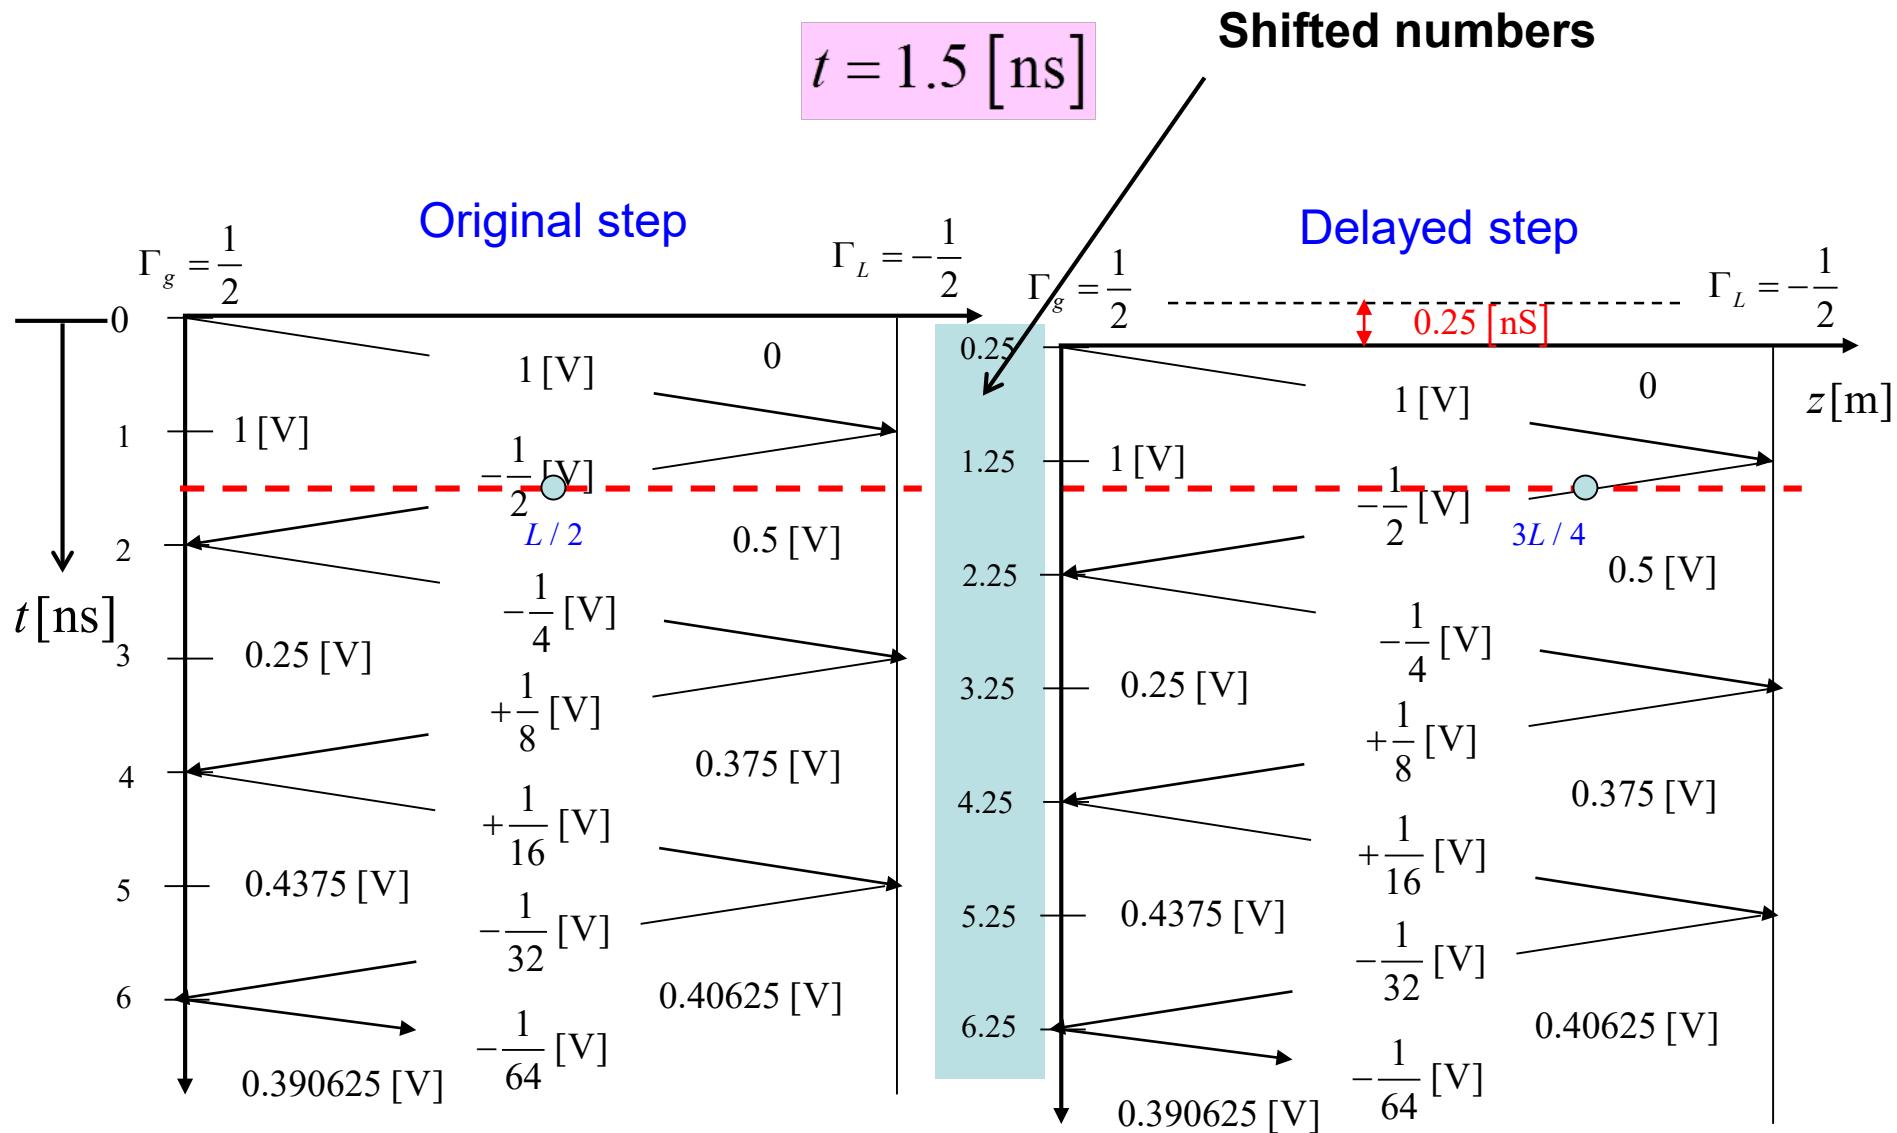 Shifted numbers
t = 1.5 [ns]
Original step
Delayed step
Γg = 1/2
ΓL = −1/2
Γg = 1/2
ΓL = −1/2
0.25 [nS]
0
1
2
3
4
5
6
t [ns]
1 [V]
0
1 [V]
−1/2 [V]
L / 2
0.5 [V]
−1/4 [V]
0.25 [V]
+1/8 [V]
0.375 [V]
+1/16 [V]
0.4375 [V]
−1/32 [V]
0.40625 [V]
−1/64 [V]
0.390625 [V]
0.25
1.25
2.25
3.25
4.25
5.25
6.25
z [m]
1 [V]
0
1 [V]
−1/2 [V]
3L / 4
0.5 [V]
−1/4 [V]
0.25 [V]
+1/8 [V]
0.375 [V]
+1/16 [V]
0.4375 [V]
−1/32 [V]
0.40625 [V]
−1/64 [V]
0.390625 [V]